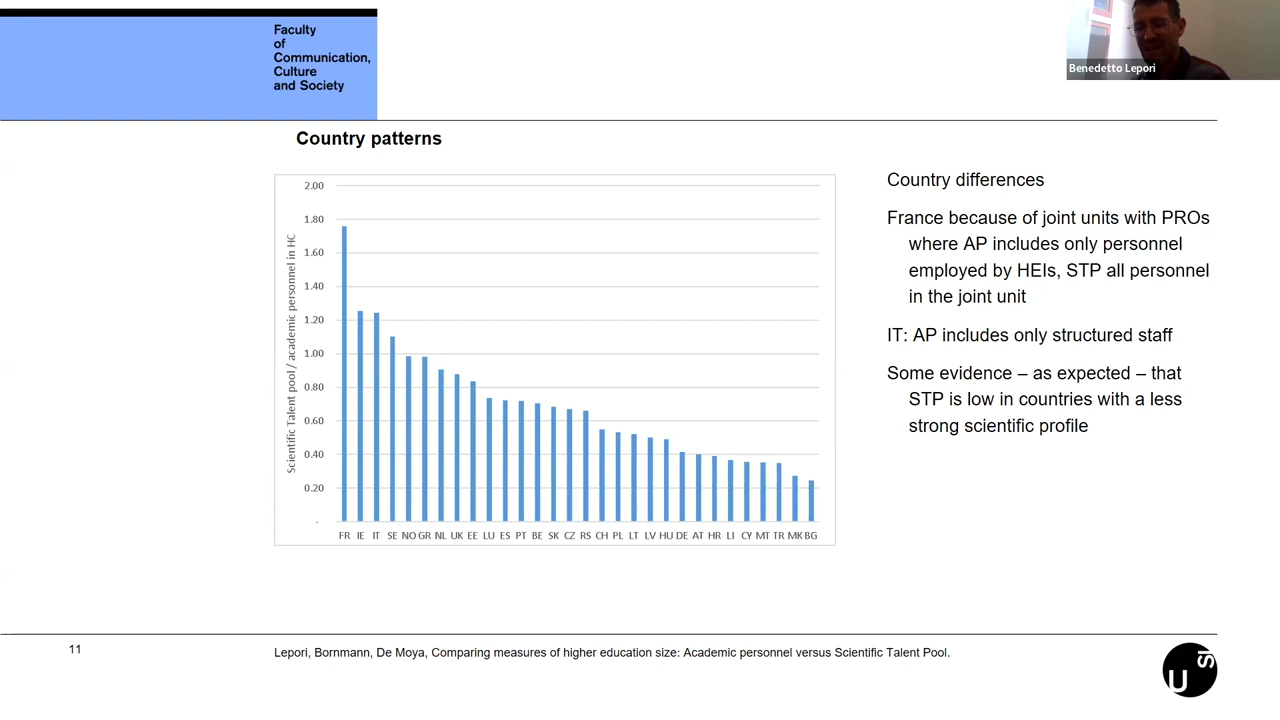 Faculty
of
Communication,
Culture
and Society
Benedetto Lepori
Country patterns
Scientific Talent pool / academic personnel in HC
2.00
1.80
1.60
1.40
1.20
1.00
0.80
0.60
0.40
0.20
-
FR IE IT SE NO GR NL UK EE LU ES PT BE SK CZ RS CH PL LT LV HU DE AT HR LI CY MT TR MK BG
Country differences
France because of joint units with PROs
where AP includes only personnel
employed by HEIs, STP all personnel
in the joint unit
IT: AP includes only structured staff
Some evidence – as expected – that
STP is low in countries with a less
strong scientific profile
11
Lepori, Bornmann, De Moya, Comparing measures of higher education size: Academic personnel versus Scientific Talent Pool.
USI